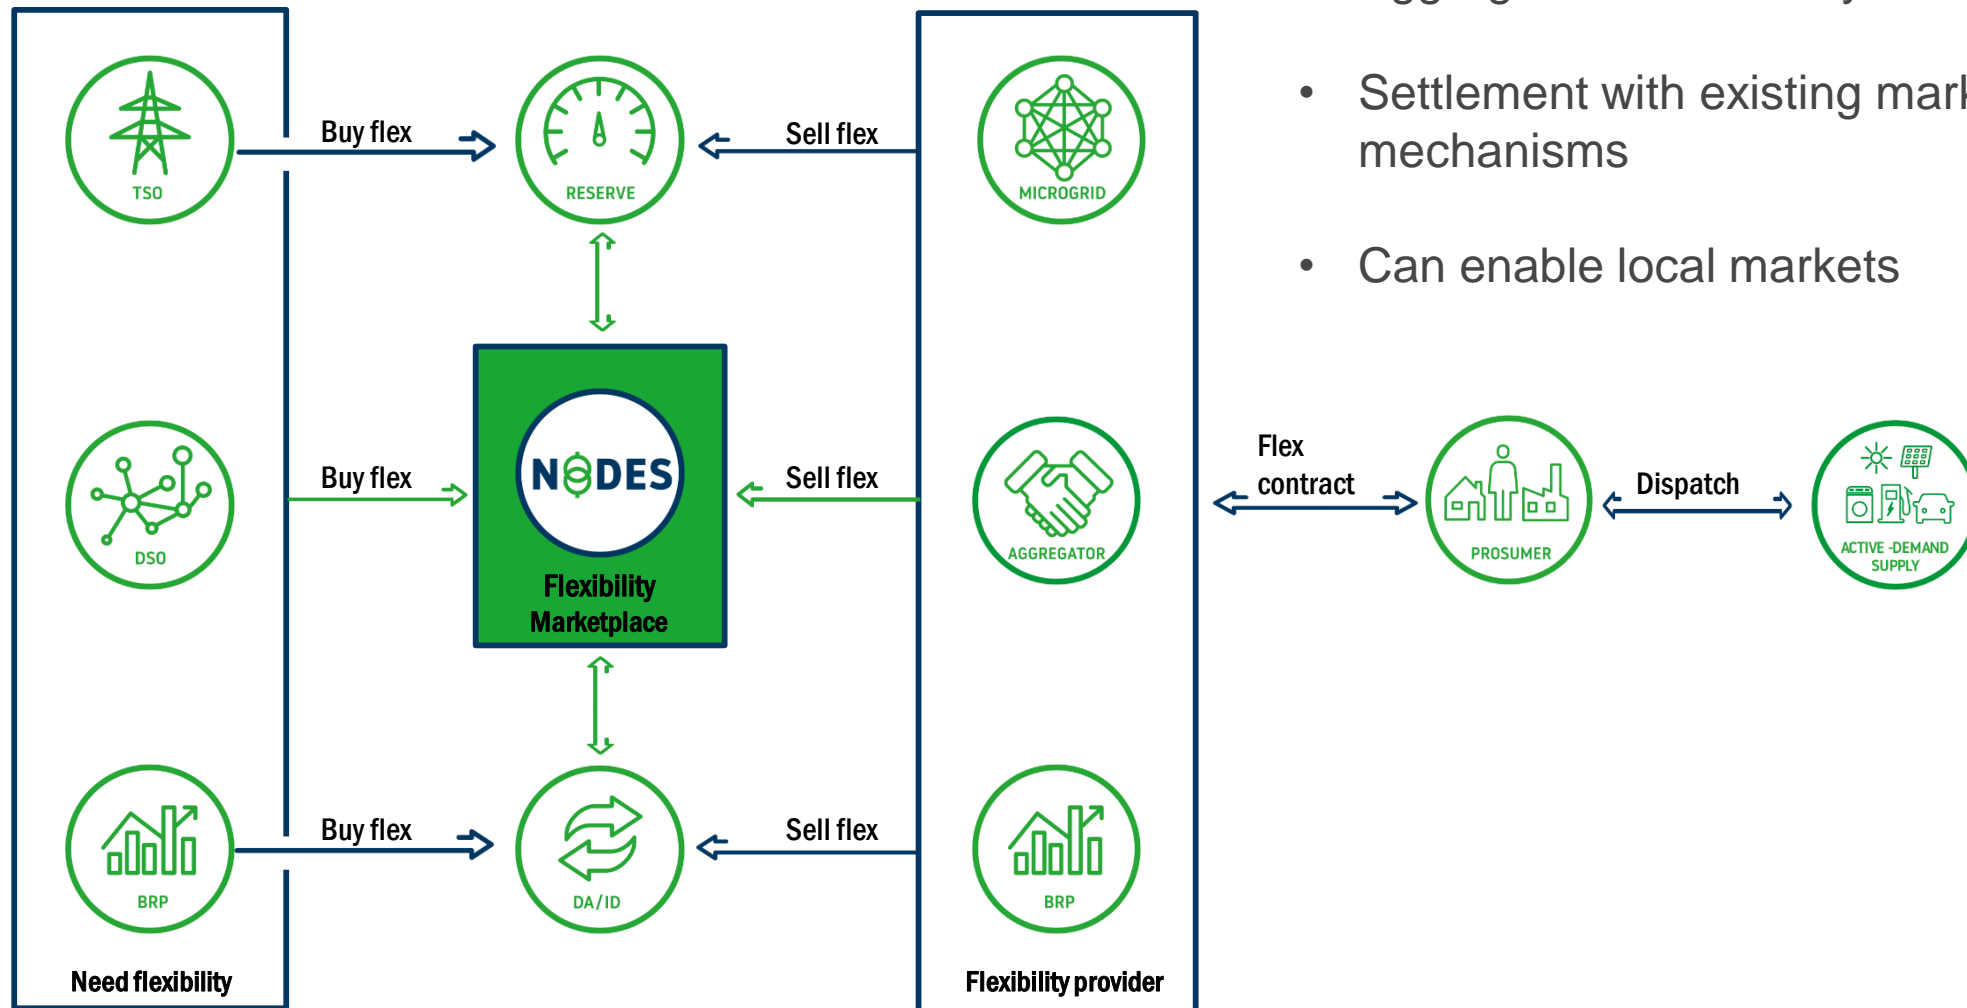 • Settlement with existing
mechanisms
• Can enable local markets
TSO
Buy flex
RESERVE
Sell flex
MICROGRID
DSO
Buy flex
NODES
Flexibility
Marketplace
Sell flex
AGGREGATOR
Flex
contract
PROSUMER
Dispatch
ACTIVE -DEMAND
SUPPLY
BRP
Buy flex
DA/ID
Sell flex
BRP
Need flexibility
Flexibility provider